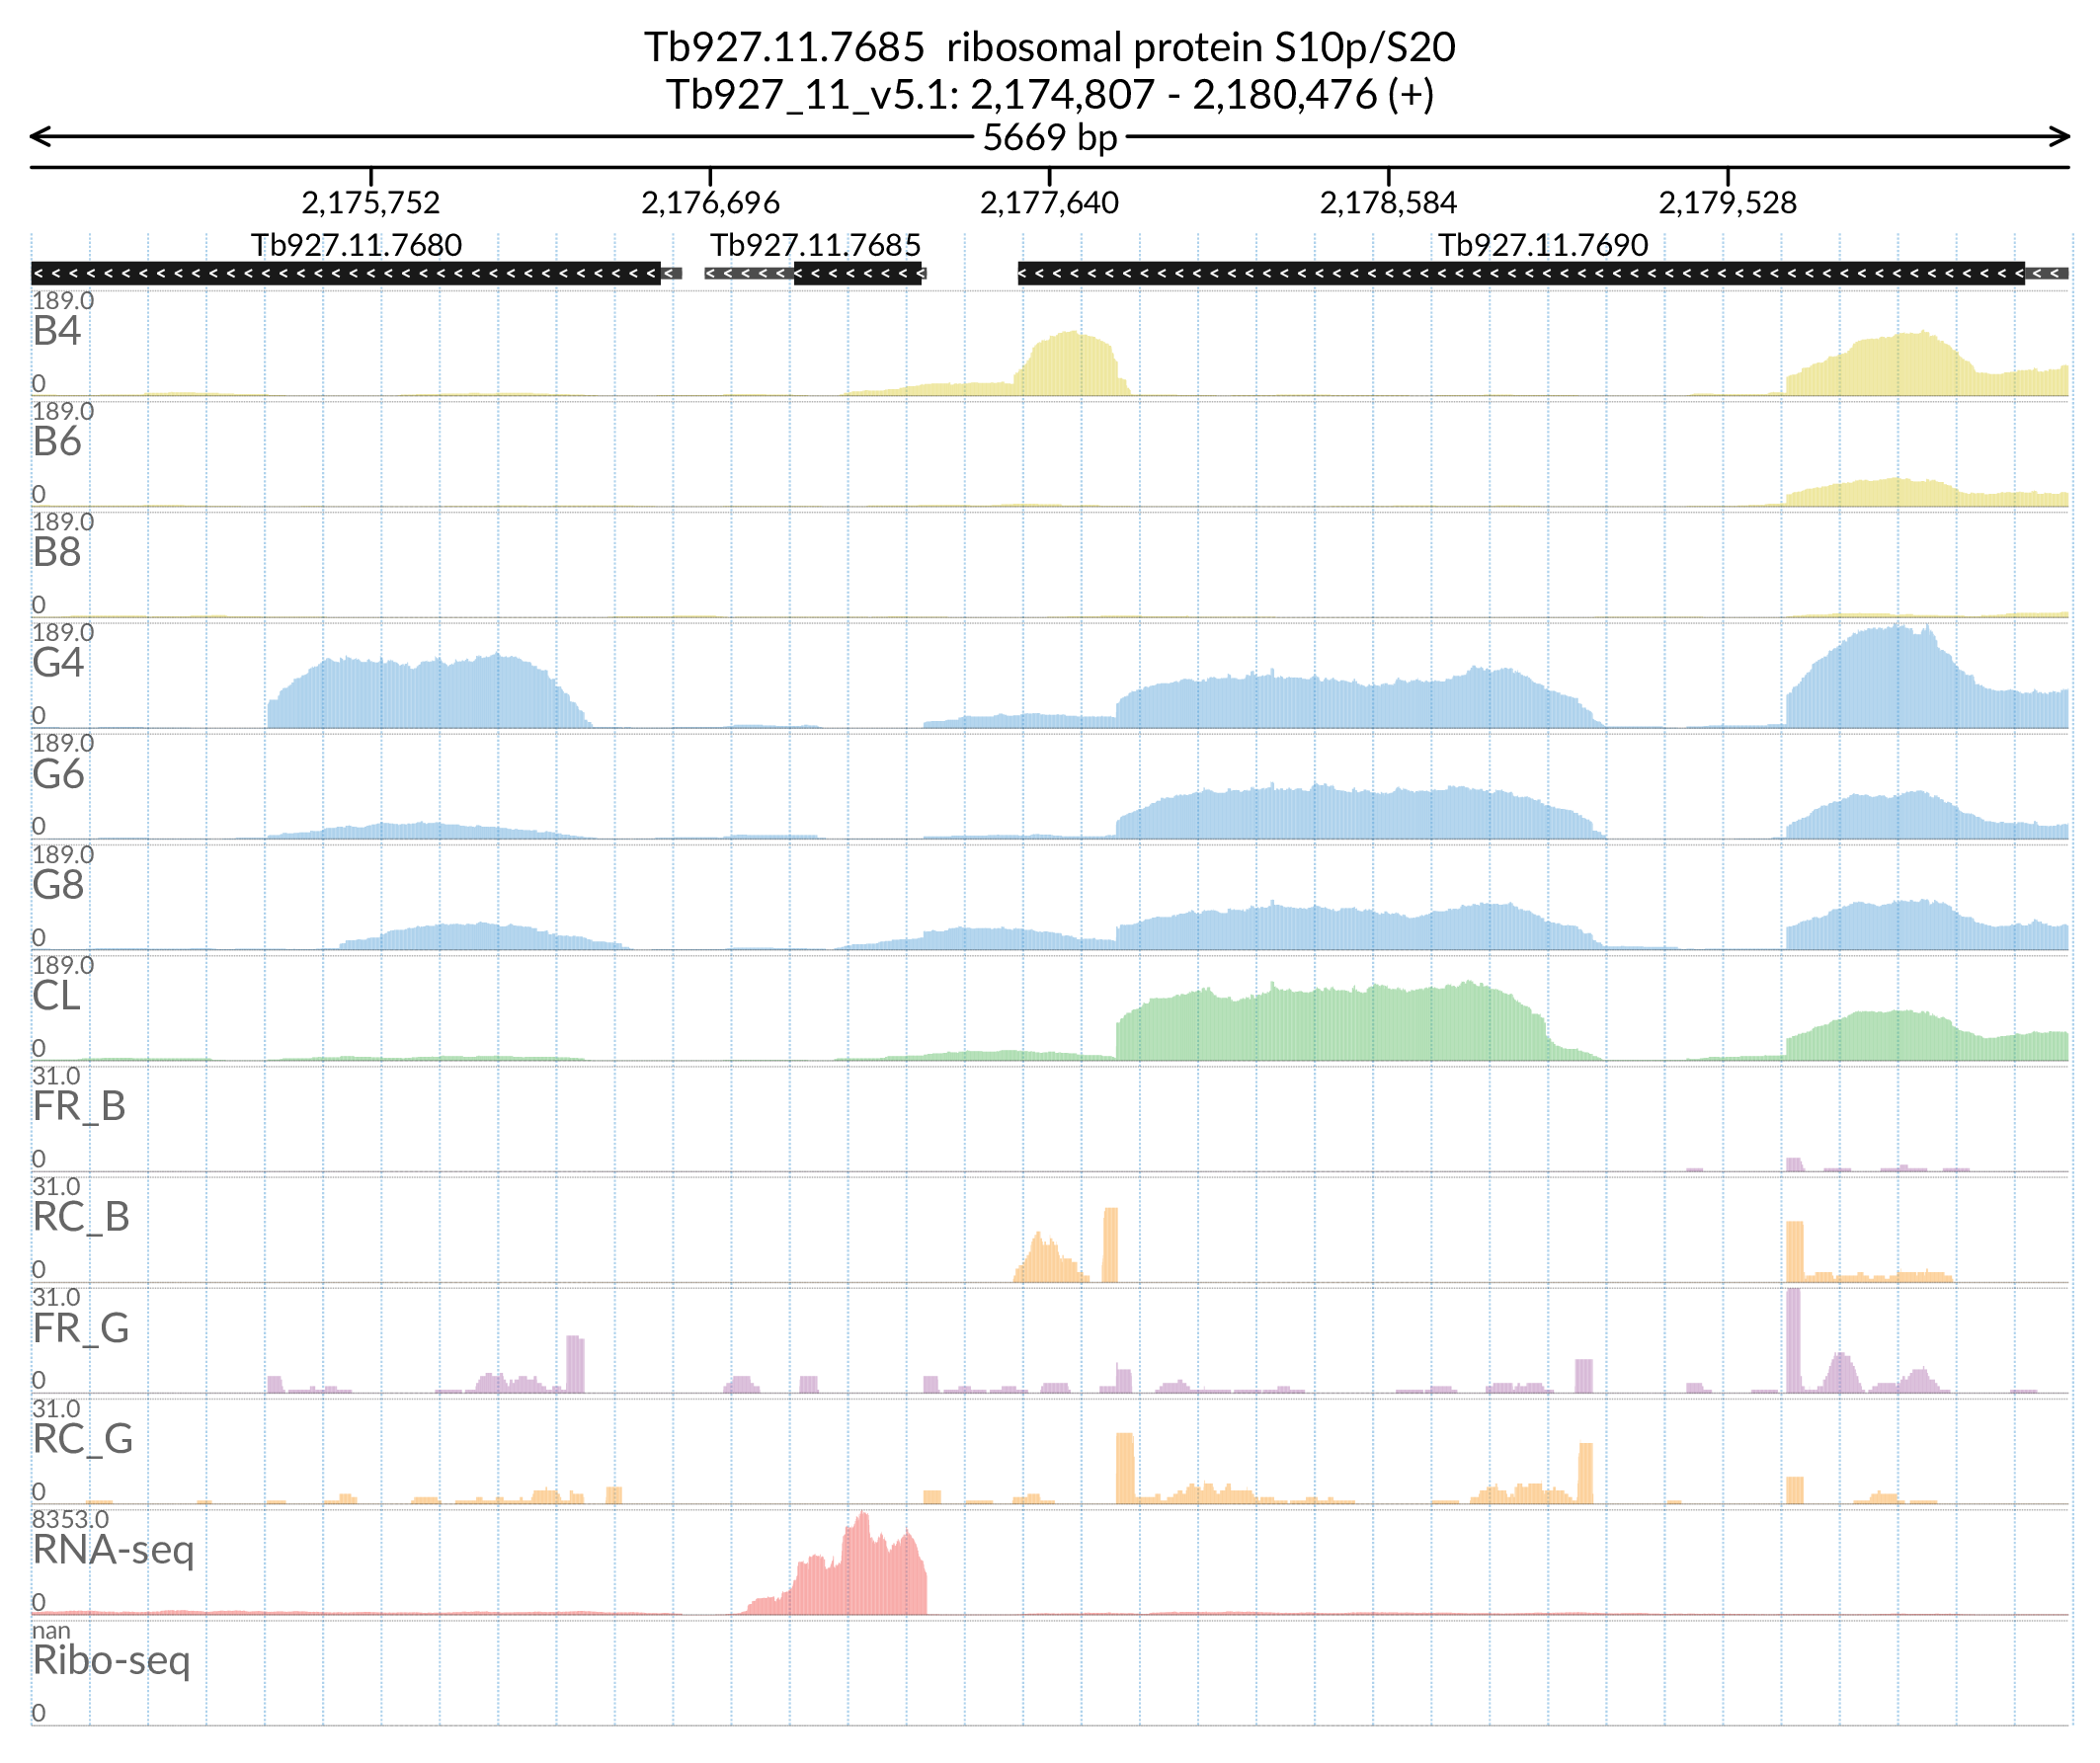 Tb927.11.7685  ribosomal protein S10p/S20
Tb927_11_v5.1: 2,174,807 - 2,180,476 (+)
5669 bp
2,175,752 2,176,696 2,177,640 2,178,584 2,179,528
Tb927.11.7680 Tb927.11.7685 Tb927.11.7690
189.0
B4
0
189.0
B6
0
189.0
B8
0
189.0
G4
0
189.0
G6
0
189.0
G8
0
189.0
CL
0
31.0
FR_B
0
31.0
RC_B
0
31.0
FR_G
0
31.0
RC_G
0
8353.0
RNA-seq
0
nan
Ribo-seq
0